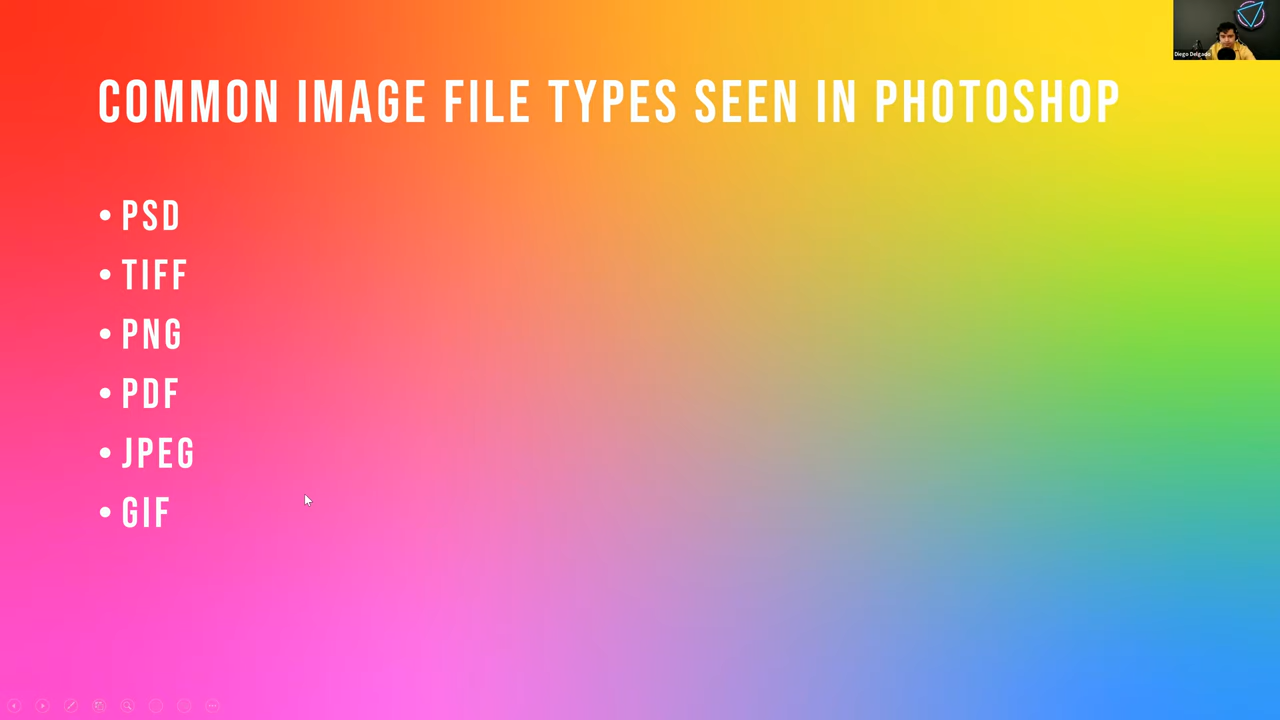 Diego Delgado
COMMON IMAGE FILE TYPES SEEN IN PHOTOSHOP
• PSD
• TIFF
• PNG
• PDF
• JPEG
• GIF